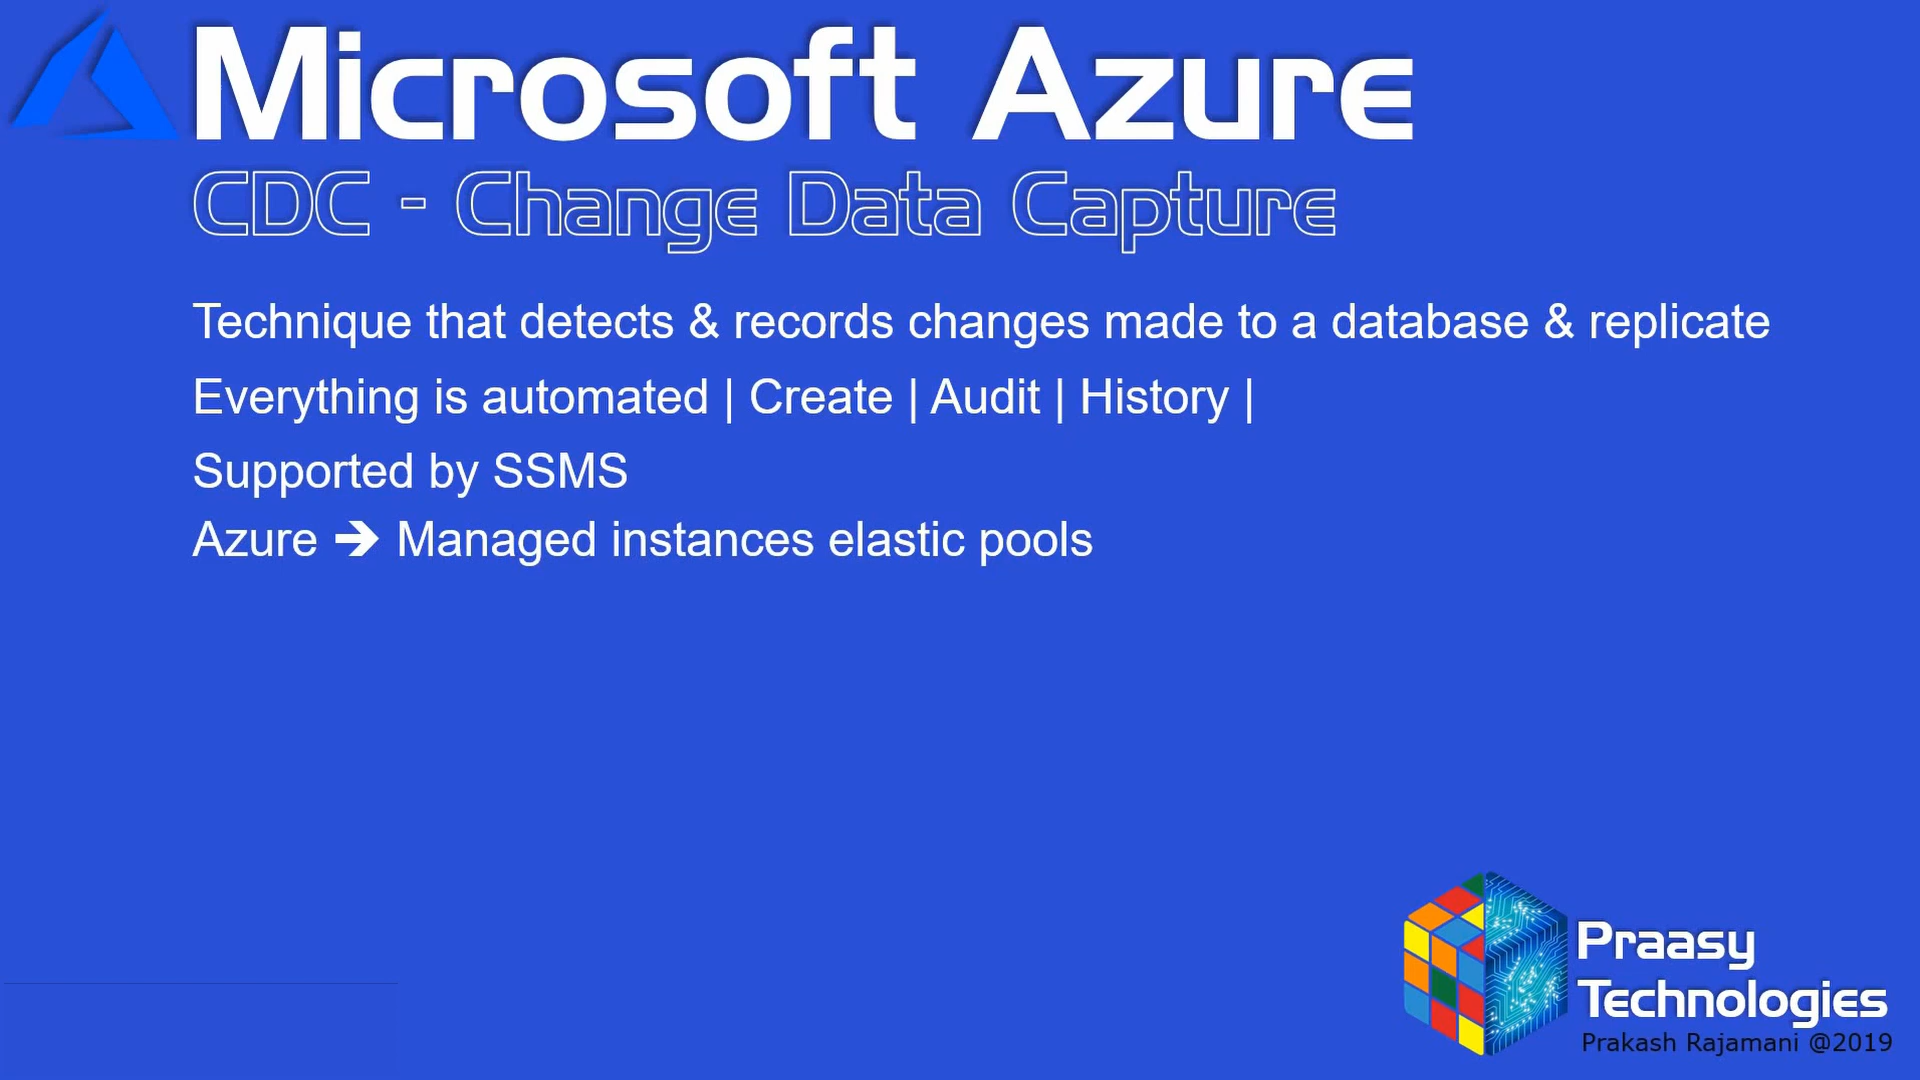 Microsoft Azure
CDC - Change Data Capture
Technique that detects & records changes made to a database & replicate
Everything is automated | Create | Audit | History |
Supported by SSMS
Azure ➔ Managed instances elastic pools
Praasy
Technologies
Prakash Rajamani @2019